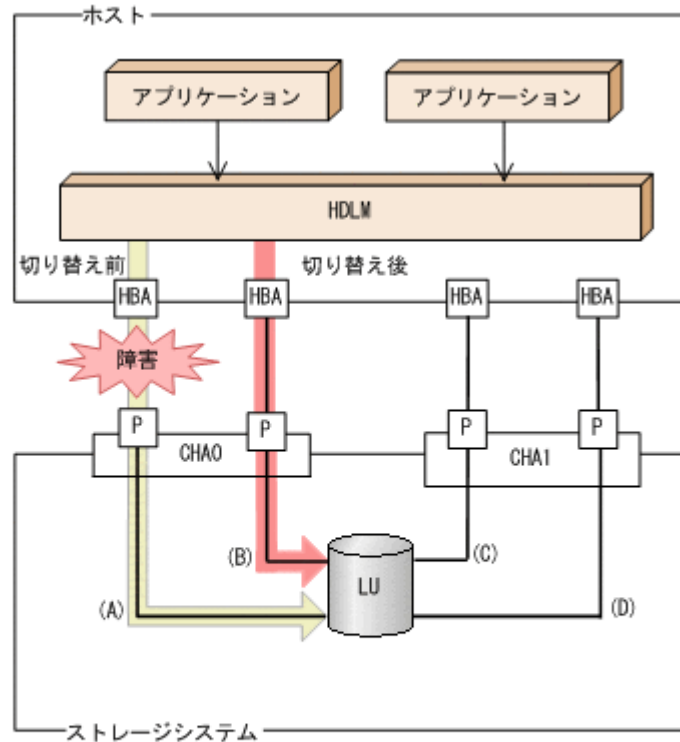 ホスト
アプリケーション
アプリケーション
HDLM
切り替え前
切り替え後
HBA
HBA
HBA
HBA
障害
P
P
P
P
CHA0
CHA1
(B)
(C)
LU
(A)
(D)
ストレージシステム